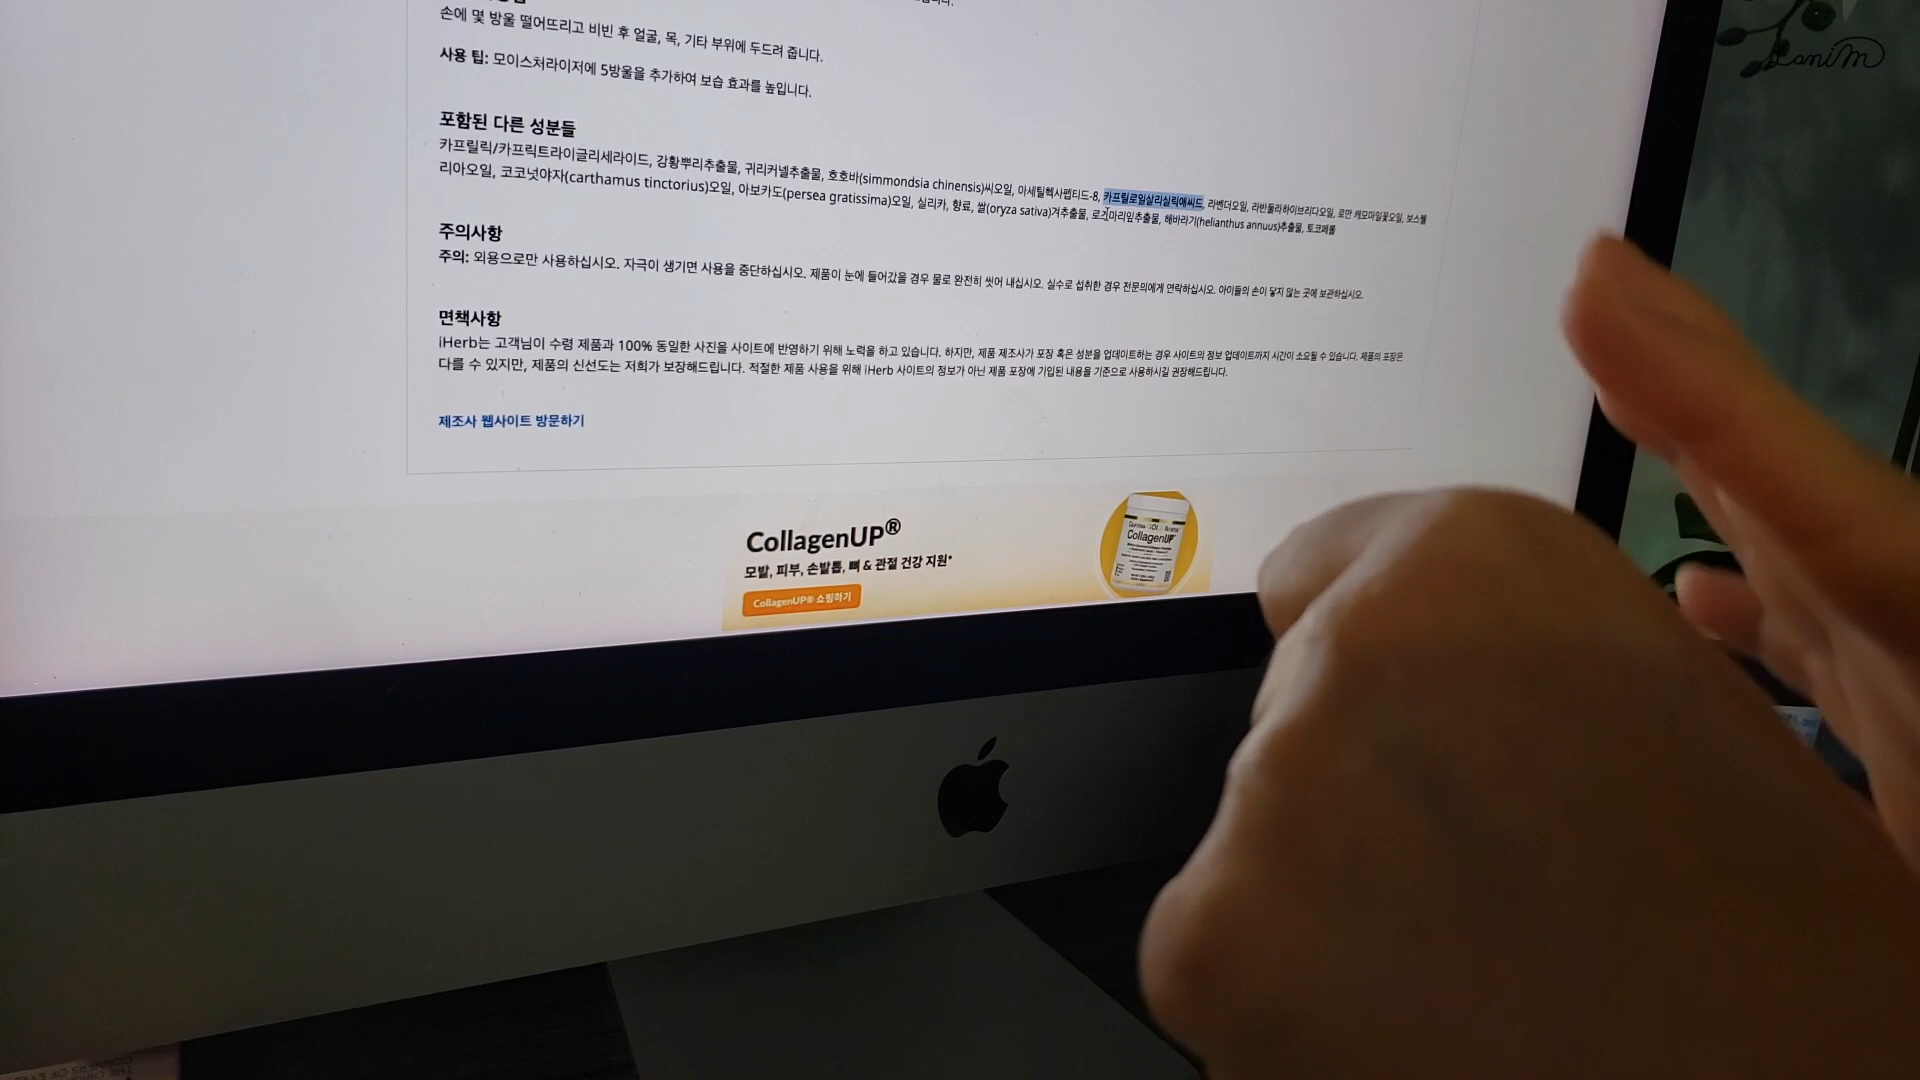 손에 몇 방울 떨어뜨리고 비빈 후 얼굴, 목, 기타 부위에 두드려 줍니다.
사용 팁: 모이스처라이저에 5방울을 추가하여 보습 효과를 높입니다.
포함된 다른 성분들
카프릴릭/카프릭트라이글리세라이드, 강황뿌리추출물, 귀리커넬추출물, 호호바(simmondsia chinensis)씨오일, 아세틸헥사펩티드-8, 카프릴로일살리실릭애씨드, 라벤더오일, 라반둘라하이브리다오일, 로만 캐모마일꽃오일, 보스웰
리아오일, 코코넛야자(carthamus tinctorius)오일, 아보카도(persea gratissima)오일, 실리카, 향료, 쌀(oryza sativa)겨추출물, 로즈마리잎추출물, 해바라기(helianthus annuus)추출물, 토코페롤
주의사항
주의: 외용으로만 사용하십시오. 자극이 생기면 사용을 중단하십시오. 제품이 눈에 들어갔을 경우 물로 완전히 씻어 내십시오. 실수로 섭취한 경우 전문의에게 연락하십시오. 아이들의 손이 닿지 않는 곳에 보관하십시오.
면책사항
iHerb는 고객님이 수령 제품과 100% 동일한 사진을 사이트에 반영하기 위해 노력을 하고 있습니다. 하지만, 제품 제조사가 포장 혹은 성분을 업데이트하는 경우 사이트의 정보 업데이트까지 시간이 소요될 수 있습니다. 제품의 포장은
다를 수 있지만, 제품의 신선도는 저희가 보장해드립니다. 적절한 제품 사용을 위해 iHerb 사이트의 정보가 아닌 제품 포장에 기입된 내용을 기준으로 사용하시길 권장해드립니다.
제조사 웹사이트 방문하기
CollagenUP®
모발, 피부, 손발톱, 뼈 & 관절 건강 지원*
CollagenUP® 쇼핑하기
CALIFORNIA GOLD NUTRITION
CollagenUP
LaniM
CORNERS OF EYE